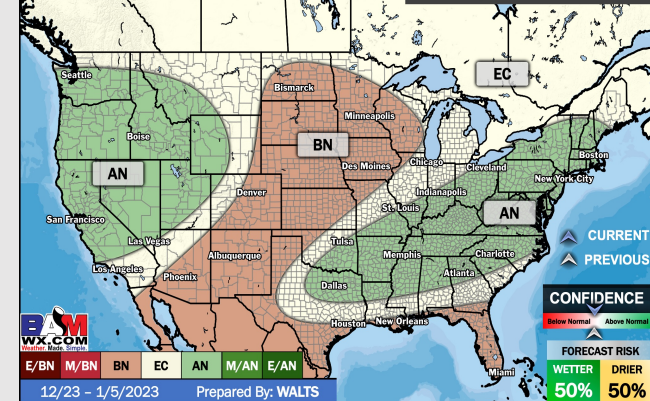 Seattle
EC
Bismarck
Minneapolis
Boise
BN
Des Moines
Chicago
Cleveland
Boston
AN
New York City
Denver
Indianapolis
St. Louis
AN
San Francisco
Las Vegas
Tulsa
CURRENT
Albuquerque
Memphis
Charlotte
PREVIOUS
Los Angeles
Phoenix
Atlanta
Dallas
CONFIDENCE
Houston
New Orleans
Below Normal
Above Normal
BAM
WX.COM
Weather. Made. Simple.
FORECAST RISK
E/BN M/BN BN EC AN M/AN E/AN
Miami
WETTER DRIER
50% 50%
12/23 – 1/5/2023 Prepared By: WALTS